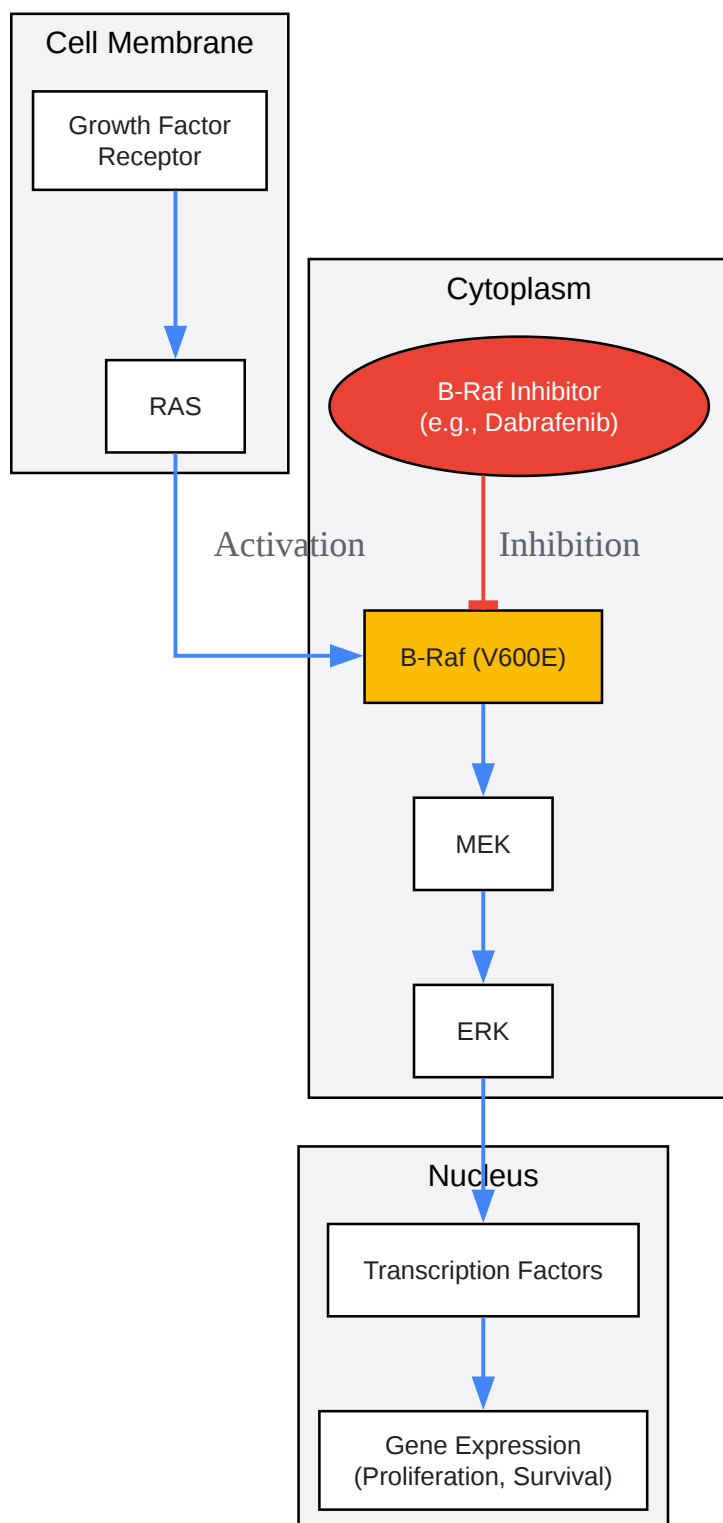 Cell Membrane
Growth Factor
Receptor
RAS
Cytoplasm
B-Raf Inhibitor
(e.g., Dabrafenib)
Activation
Inhibition
B-Raf (V600E)
MEK
ERK
Nucleus
Transcription Factors
Gene Expression
(Proliferation, Survival)